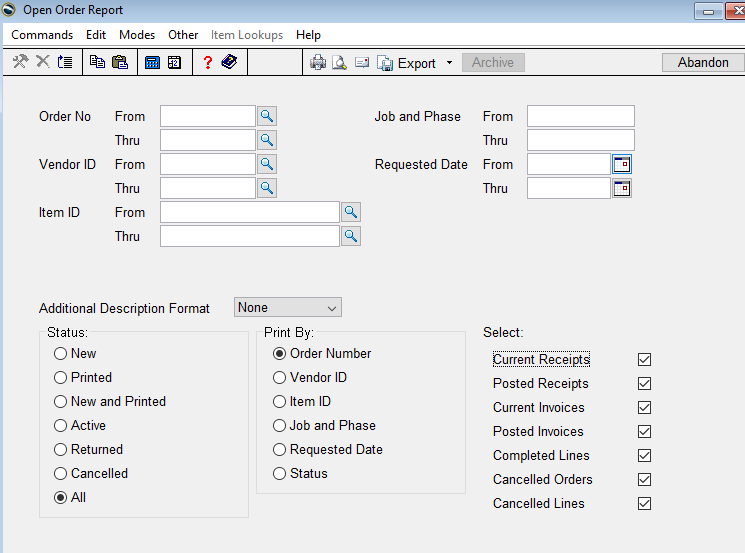 Open Order Report
Commands Edit Modes Other Item Lookups Help
Export Archive Abandon
Order No From
Thru
Vendor ID From
Thru
Item ID From
Thru
Job and Phase From
Thru
Requested Date From
Thru
Additional Description Format None
Status:
New
Printed
New and Printed
Active
Returned
Cancelled
All
Print By:
Order Number
Vendor ID
Item ID
Job and Phase
Requested Date
Status
Select:
Current Receipts
Posted Receipts
Current Invoices
Posted Invoices
Completed Lines
Cancelled Orders
Cancelled Lines